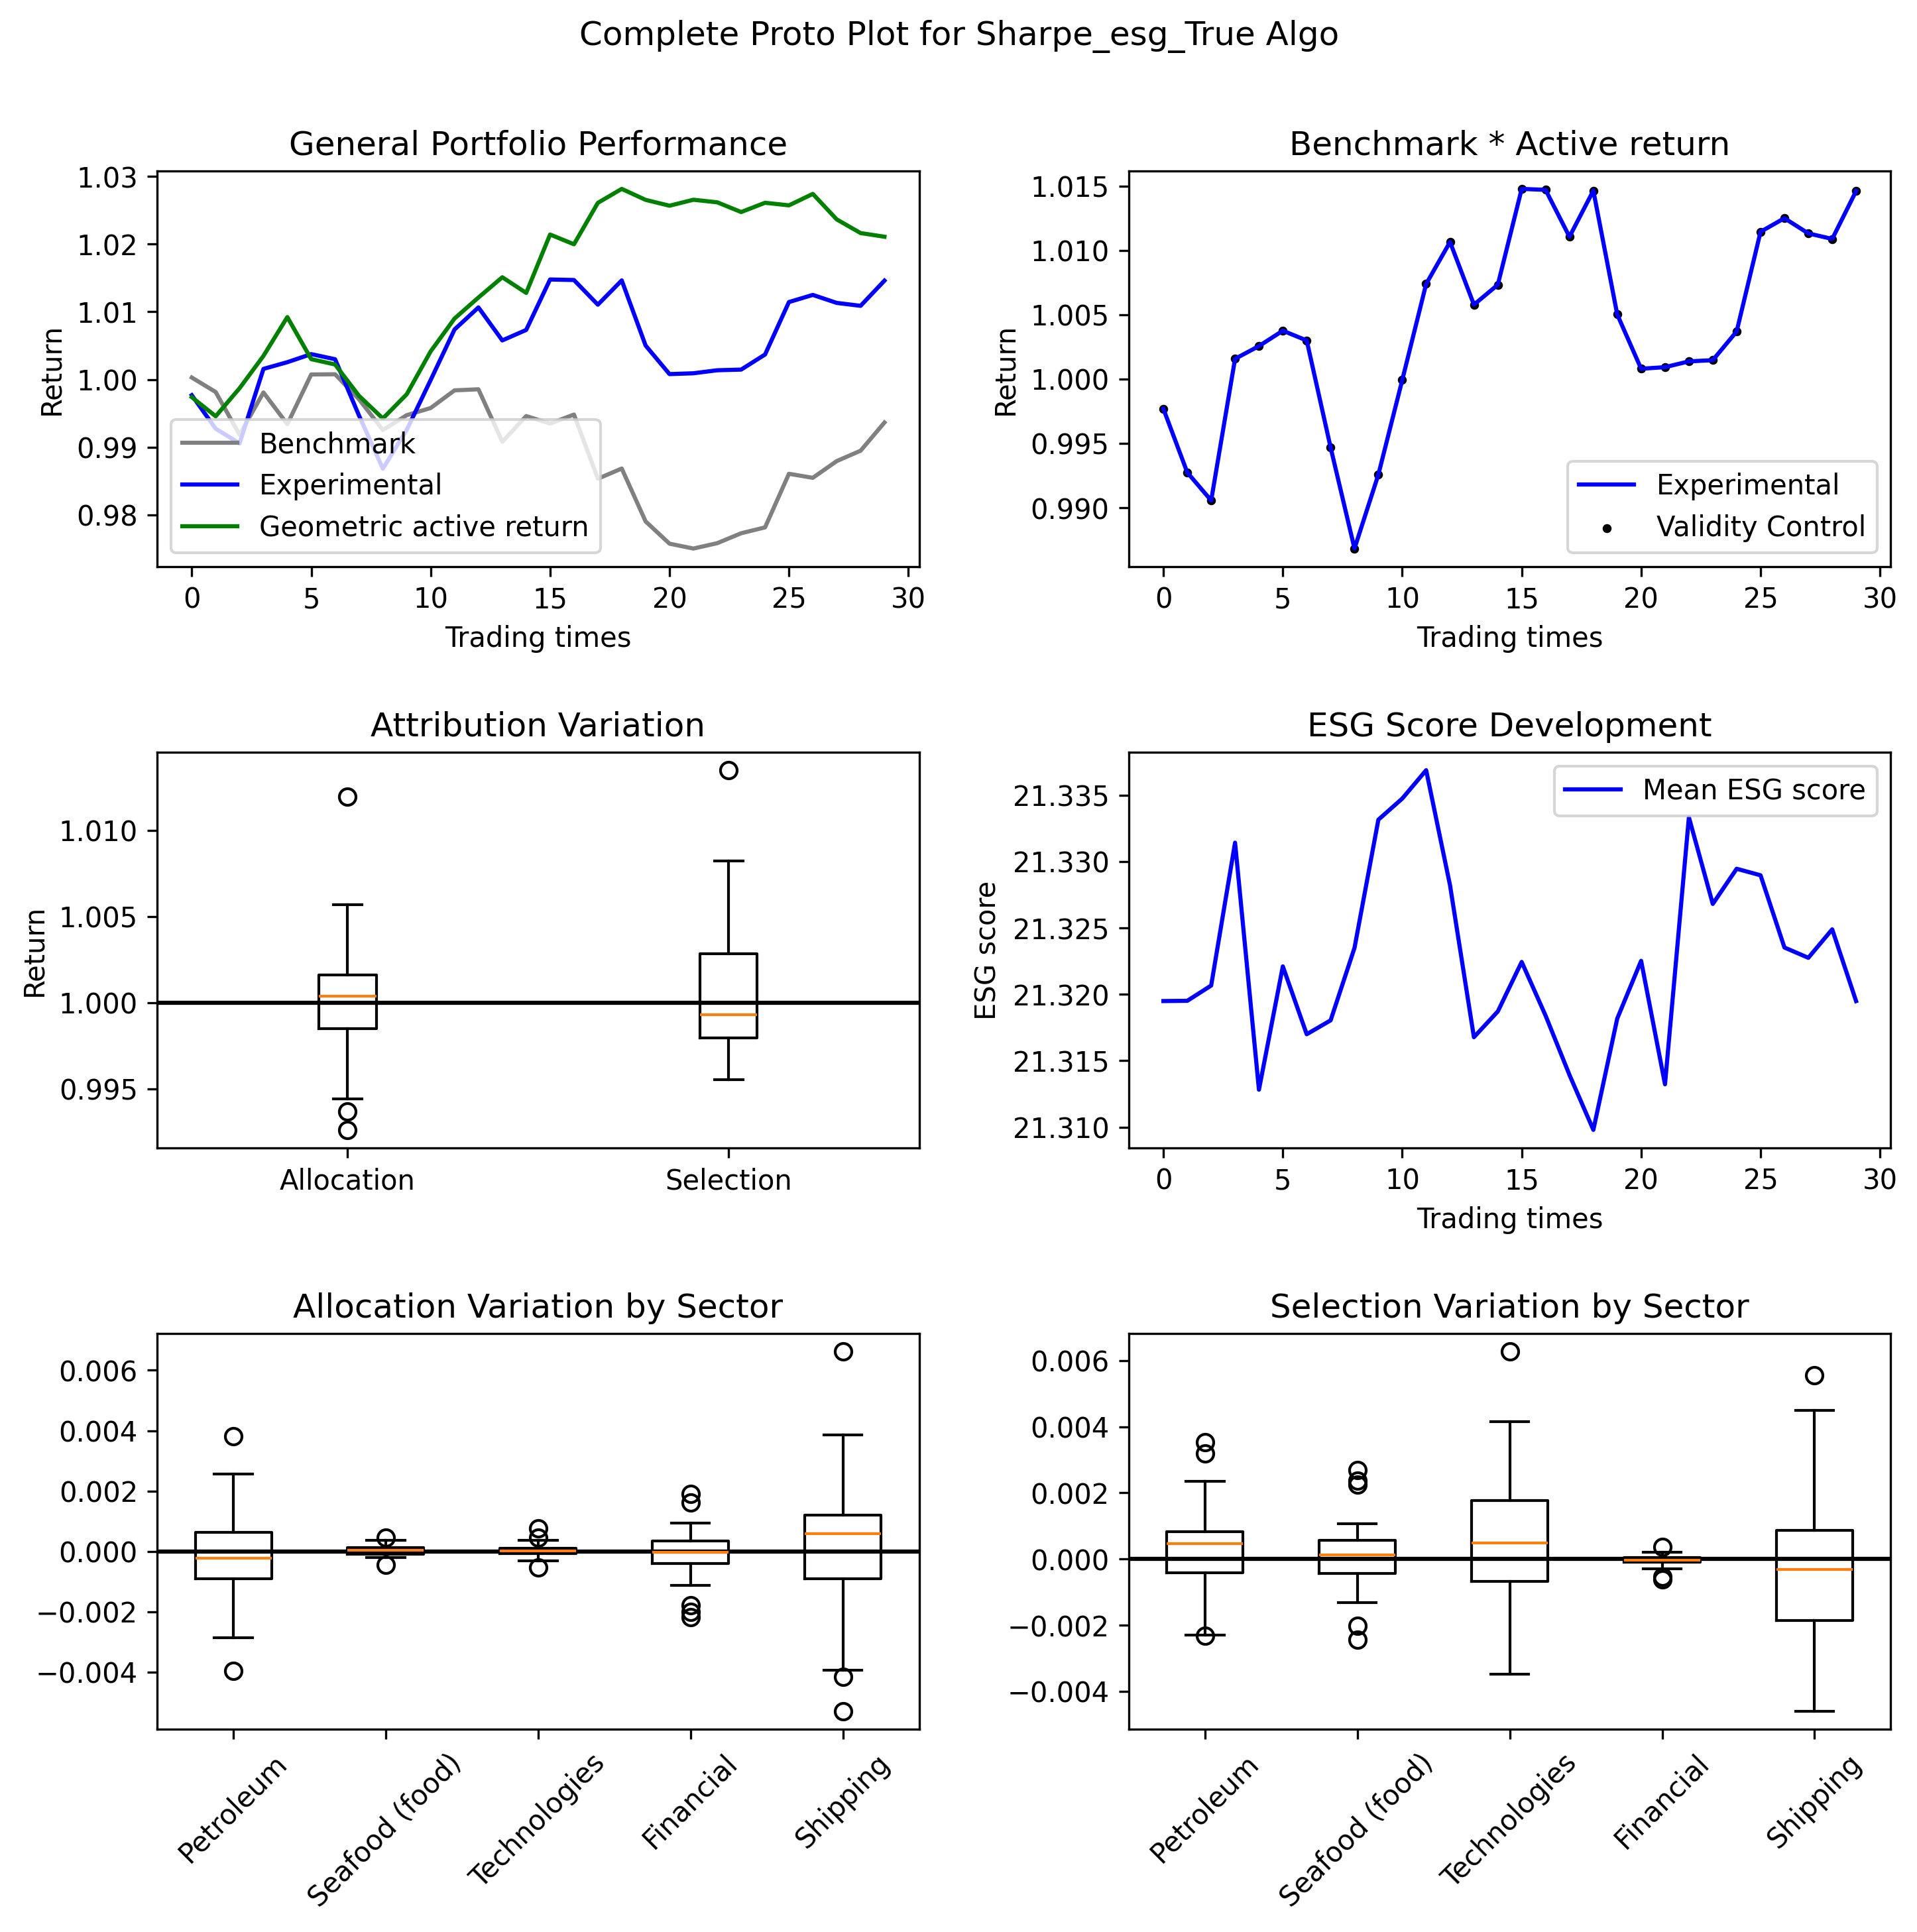 Complete Proto Plot for Sharpe_esg_True Algo
General Portfolio Performance
1.03
1.02
1.01
1.00
0.99
0.98
Return
Benchmark
Experimental
Geometric active return
0 5 10 15 20 25 30
Trading times
Benchmark * Active return
1.015
1.010
1.005
1.000
0.995
0.990
Return
Experimental
Validity Control
0 5 10 15 20 25 30
Trading times
Attribution Variation
1.010
1.005
1.000
0.995
Return
Allocation Selection
ESG Score Development
21.335
21.330
21.325
21.320
21.315
21.310
ESG score
Mean ESG score
0 5 10 15 20 25 30
Trading times
Allocation Variation by Sector
0.006
0.004
0.002
0.000
−0.002
−0.004
Petroleum
Seafood (food)
Technologies
Financial
Shipping
Selection Variation by Sector
0.006
0.004
0.002
0.000
−0.002
−0.004
Petroleum
Seafood (food)
Technologies
Financial
Shipping